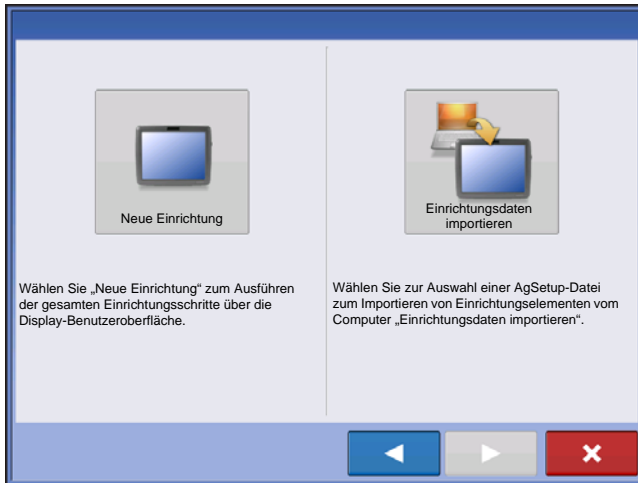 Neue Einrichtung
Wählen Sie „Neue Einrichtung“ zum Ausführen
der gesamten Einrichtungsschritte über die
Display-Benutzeroberfläche.
Einrichtungsdaten
importieren
Wählen Sie zur Auswahl einer AgSetup-Datei
zum Importieren von Einrichtungselementen vom
Computer „Einrichtungsdaten importieren“.